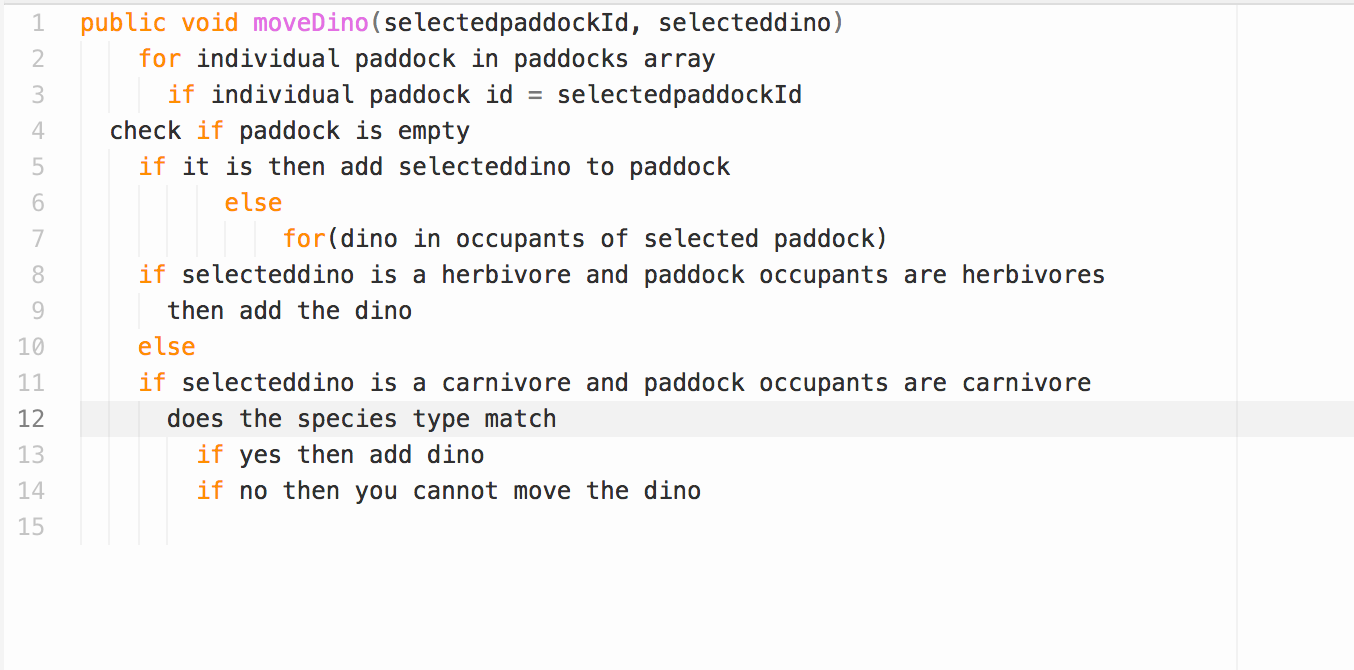 1 public void moveDino(selectedpaddockId, selecteddino)
2 for individual paddock in paddocks array
3 if individual paddock id = selectedpaddockId
4 check if paddock is empty
5 if it is then add selecteddino to paddock
6 else
7 for(dino in occupants of selected paddock)
8 if selecteddino is a herbivore and paddock occupants are herbivores
9 then add the dino
10 else
11 if selecteddino is a carnivore and paddock occupants are carnivore
12 does the species type match
13 if yes then add dino
14 if no then you cannot move the dino
15